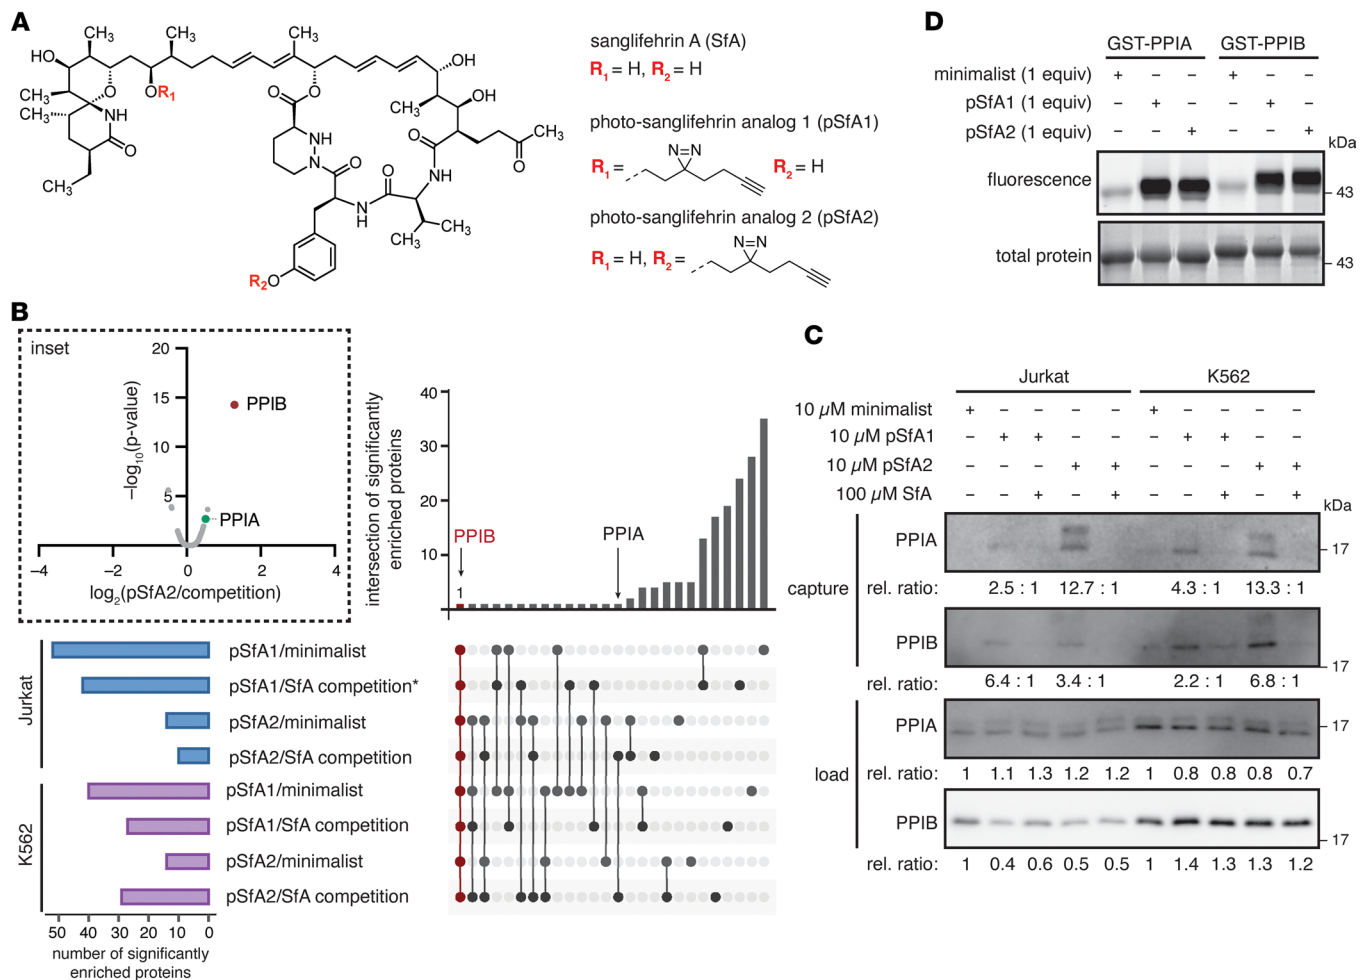 A
CH3
CH3
CH3
HO
OH
O
OR1
CH3
CH3
NH
O
CH3
O
O
NH
N
O
CH3
OH
CH3
O
O
NH
O
N
H
CH3
CH3
R2
O
sanglifehrin A (SfA)
R1 = H, R2 = H
photo-sanglifehrin analog 1 (pSfA1)
N=N
R1 =
R2 = H
photo-sanglifehrin analog 2 (pSfA2)
N=N
R1 = H, R2 =
D
GST-PPIA GST-PPIB
minimalist (1 equiv) + – – + – –
pSfA1 (1 equiv) – + – – + –
pSfA2 (1 equiv) – – + – – +
kDa
fluorescence
43
total protein
43
B
inset
20
15
10
5
–log10(p-value)
PPIB
PPIA
–4 –2 0 2 4
log2(pSfA2/competition)
intersection of significantly
enriched proteins
40
30
20
10
PPIB
1
PPIA
Jurkat
pSfA1/minimalist
pSfA1/SfA competition*
pSfA2/minimalist
pSfA2/SfA competition
K562
pSfA1/minimalist
pSfA1/SfA competition
pSfA2/minimalist
pSfA2/SfA competition
50 40 30 20 10 0
number of significantly
enriched proteins
C
Jurkat K562
10 µM minimalist + – – – – + – – – –
10 µM pSfA1 – + + – – – + + – –
10 µM pSfA2 – – – + + – – – + +
100 µM SfA – – + – + – – + – +
kDa
capture
PPIA
17
rel. ratio: 2.5 : 1 12.7 : 1 4.3 : 1 13.3 : 1
PPIB
17
rel. ratio: 6.4 : 1 3.4 : 1 2.2 : 1 6.8 : 1
load
PPIA
17
rel. ratio: 1 1.1 1.3 1.2 1.2 1 0.8 0.8 0.8 0.7
PPIB
17
rel. ratio: 1 0.4 0.6 0.5 0.5 1 1.4 1.3 1.3 1.2